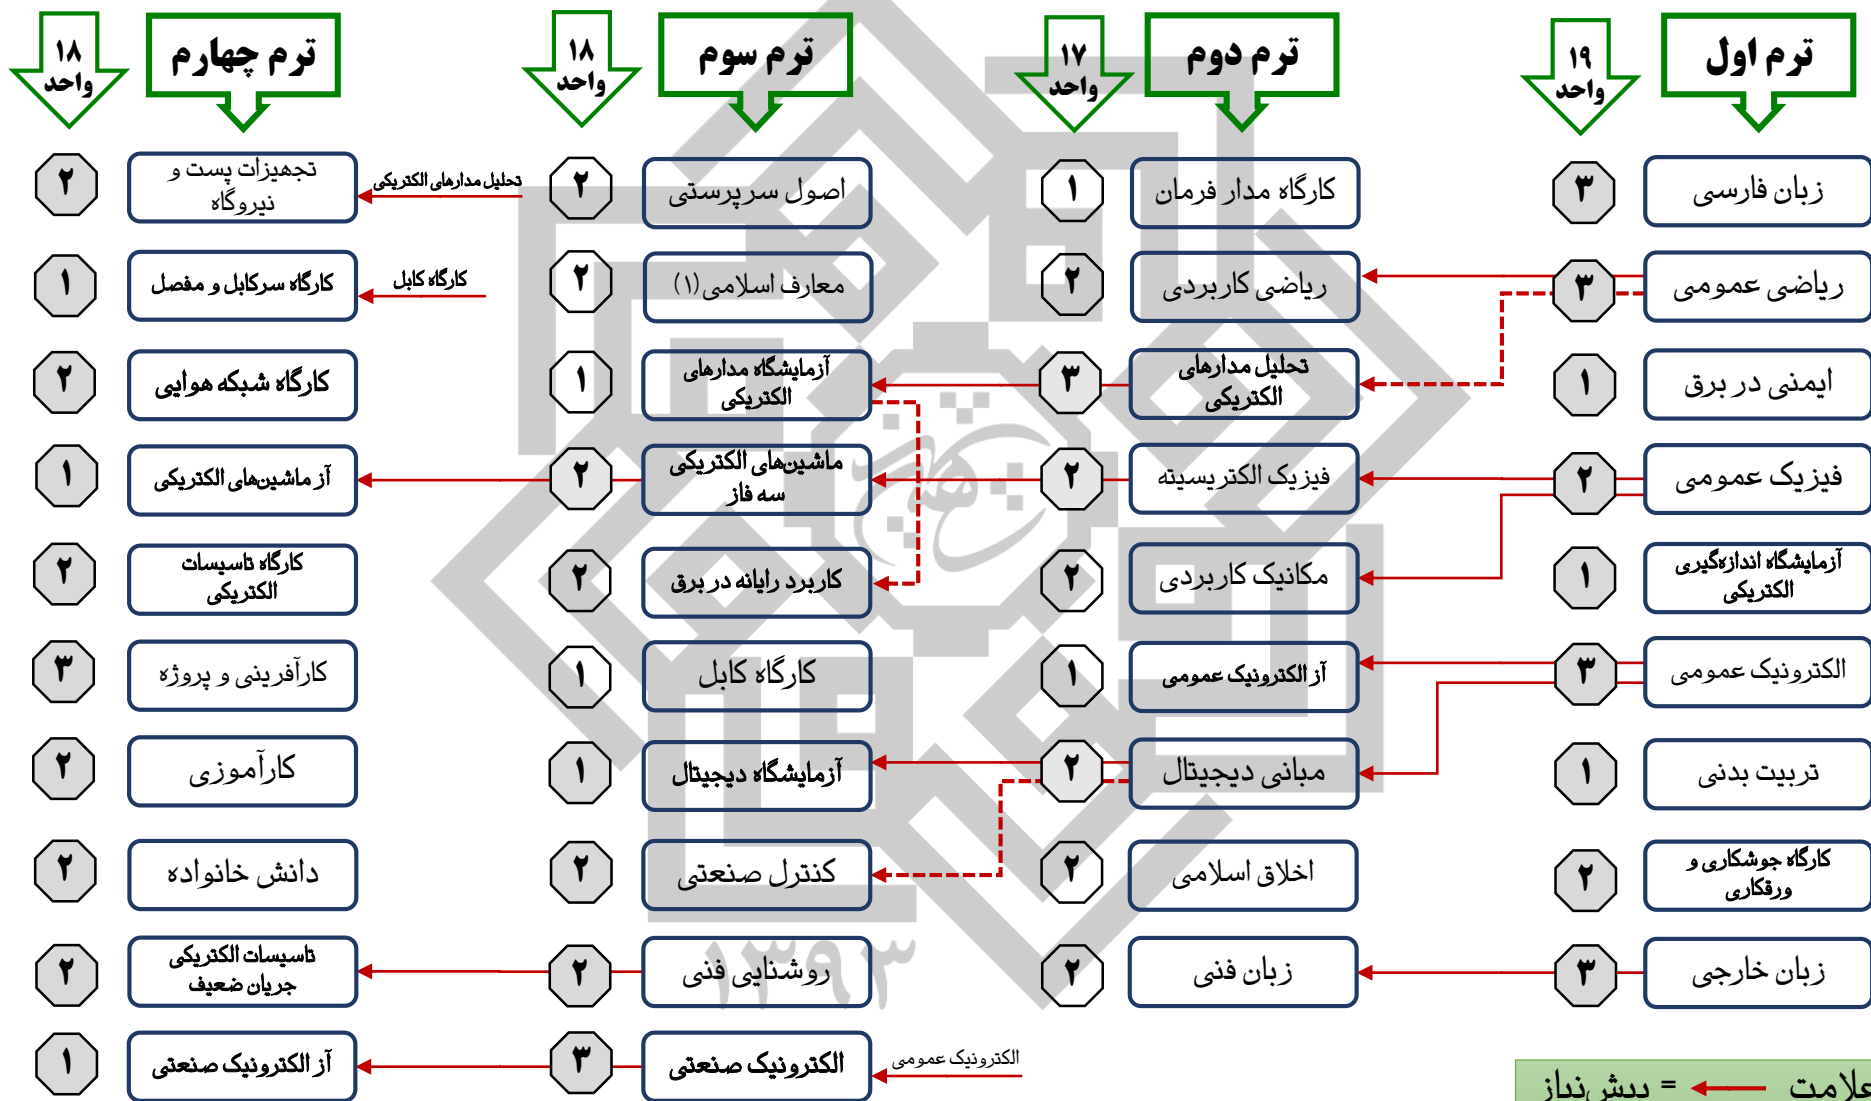 ترم اول
۱۹
واحد
زبان فارسی
۳
ریاضی عمومی
۳
ایمنی در برق
۱
فیزیک عمومی
۲
آزمایشگاه اندازه‌گیری
الکتریکی
۱
الکترونیک عمومی
۳
تربیت بدنی
۱
کارگاه جوشکاری و
ورقکاری
۲
زبان خارجی
۳
ترم دوم
۱۷
واحد
کارگاه مدار فرمان
۱
ریاضی کاربردی
۲
تحلیل مدارهای
الکتریکی
۳
فیزیک الکتریسیته
۲
مکانیک کاربردی
۲
آز الکترونیک عمومی
۱
مبانی دیجیتال
۲
اخلاق اسلامی
۲
زبان فنی
۲
ترم سوم
۱۸
واحد
اصول سرپرستی
۲
معارف اسلامی(۱)
۲
آزمایشگاه مدارهای
الکتریکی
۱
ماشین‌های الکتریکی
سه فاز
۲
کاربرد رایانه در برق
۲
کارگاه کابل
۱
آزمایشگاه دیجیتال
۱
کنترل صنعتی
۲
روشنایی فنی
۲
الکترونیک عمومی
الکترونیک صنعتی
۳
ترم چهارم
۱۸
واحد
تحلیل مدارهای الکتریکی
تجهیزات پست و
نیروگاه
۲
کارگاه کابل
کارگاه سرکابل و مفصل
۱
کارگاه شبکه هوایی
۲
آز ماشین‌های الکتریکی
۱
کارگاه تاسیسات
الکتریکی
۲
کارآفرینی و پروژه
۳
کارآموزی
۲
دانش خانواده
۲
تاسیسات الکتریکی
جریان ضعیف
۲
آز الکترونیک صنعتی
۱
علامت = پیش‌نیاز
۱۳۹۳